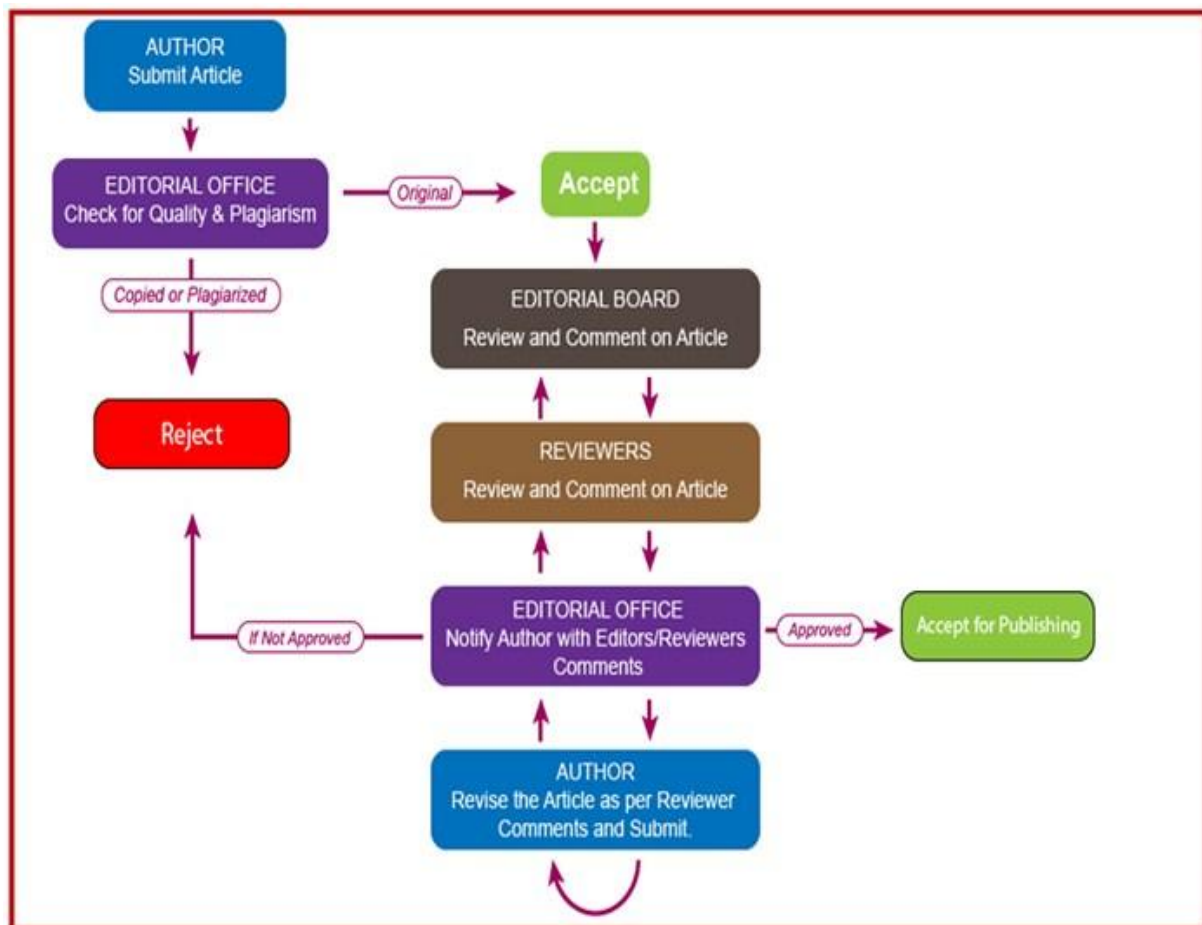 AUTHOR
Submit Article
EDITORIAL OFFICE
Check for Quality & Plagiarism
Original
Accept
Copied or Plagiarized
EDITORIAL BOARD
Review and Comment on Article
Reject
REVIEWERS
Review and Comment on Article
EDITORIAL OFFICE
Notify Author with Editors/Reviewers
Comments
If Not Approved
Approved
Accept for Publishing
AUTHOR
Revise the Article as per Reviewer
Comments and Submit.